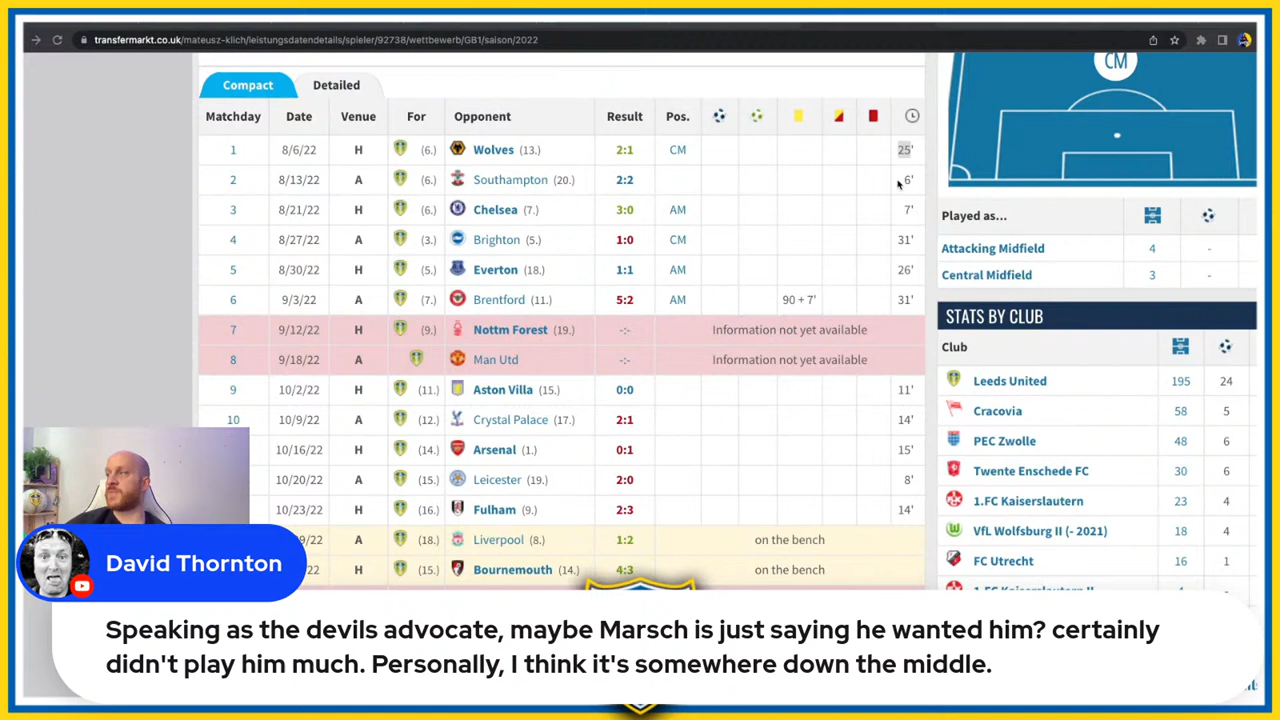 transfermarkt.co.uk/mateusz-klich/leistungsdatendetails/spieler/92738/wettbewerb/GB1/saison/2022
Compact Detailed
Matchday Date Venue For Opponent Result Pos.
1 8/6/22 H (6.) Wolves (13.) 2:1 CM 25'
2 8/13/22 A (6.) Southampton (20.) 2:2 6'
3 8/21/22 H (6.) Chelsea (7.) 3:0 AM 7'
4 8/27/22 A (3.) Brighton (5.) 1:0 CM 31'
5 8/30/22 H (5.) Everton (18.) 1:1 AM 26'
6 9/3/22 A (7.) Brentford (11.) 5:2 AM 90 + 7' 31'
7 9/12/22 H (9.) Nottm Forest (19.) -:- Information not yet available
8 9/18/22 A Man Utd -:- Information not yet available
9 10/2/22 H (11.) Aston Villa (15.) 0:0 11'
10 10/9/22 A (12.) Crystal Palace (17.) 2:1 14'
10/16/22 H (14.) Arsenal (1.) 0:1 15'
10/20/22 A (15.) Leicester (19.) 2:0 8'
10/23/22 H (16.) Fulham (9.) 2:3 14'
9/22 A (18.) Liverpool (8.) 1:2 on the bench
22 H (15.) Bournemouth (14.) 4:3 on the bench
CM
Played as...
Attacking Midfield 4 -
Central Midfield 3 -
STATS BY CLUB
Club
Leeds United 195 24
Cracovia 58 5
PEC Zwolle 48 6
Twente Enschede FC 30 6
1.FC Kaiserslautern 23 4
VfL Wolfsburg II (- 2021) 18 4
FC Utrecht 16 1
David Thornton
Speaking as the devils advocate, maybe Marsch is just saying he wanted him? certainly
didn't play him much. Personally, I think it's somewhere down the middle.